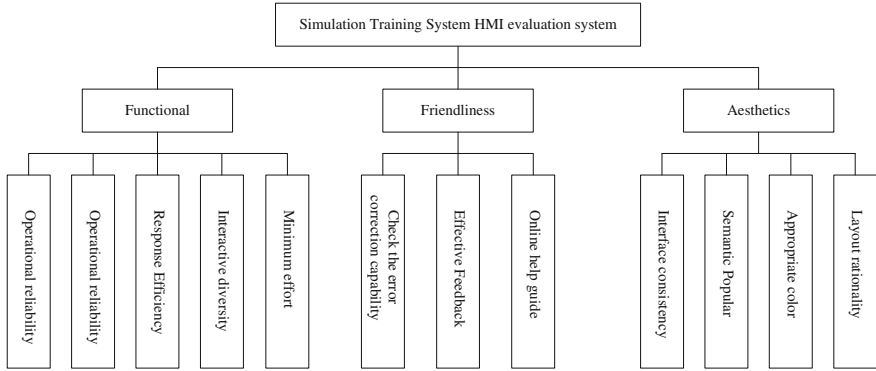 Simulation Training System HMI evaluation system
Functional
Friendliness
Aesthetics
Operational reliability
Operational reliability
Response Efficiency
Interactive diversity
Minimum effort
Check the error
correction capability
Effective Feedback
Online help guide
Interface consistency
Semantic Popular
Appropriate color
Layout rationality